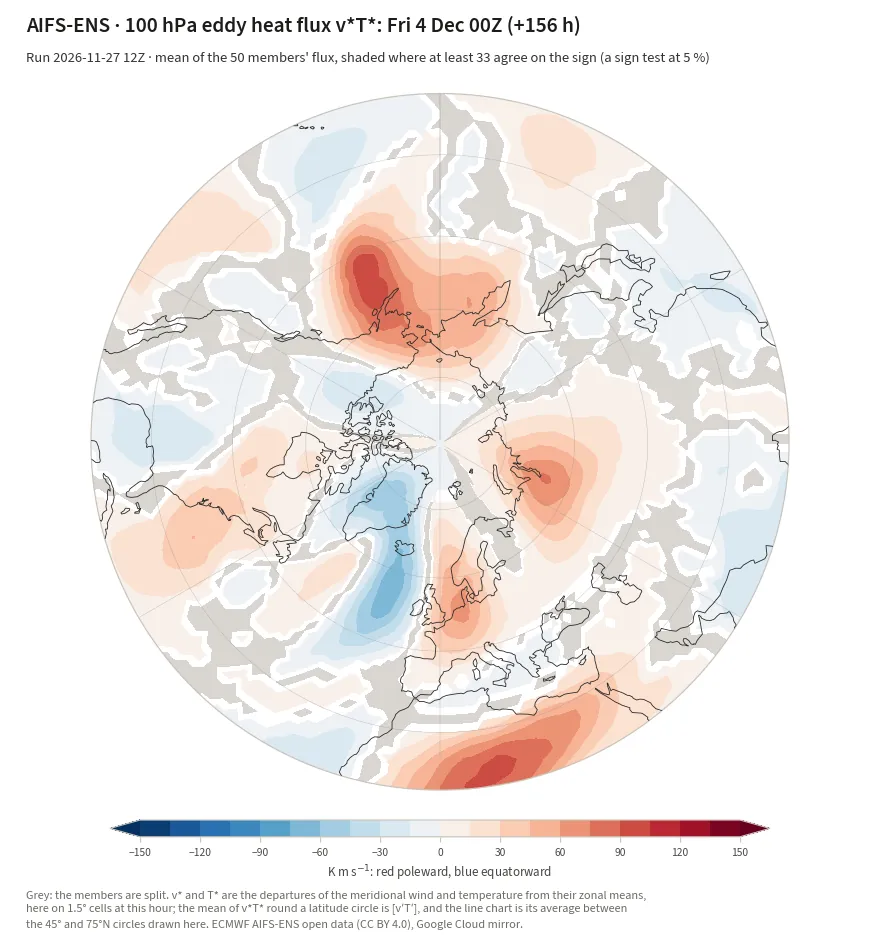 AIFS-ENS · 100 hPa eddy heat flux v*T*: Fri 4 Dec 00Z (+156 h)
Run 2026-11-27 12Z · mean of the 50 members' flux, shaded where at least 33 agree on the sign (a sign test at 5 %)
−150 −120 −90 −60 −30 0 30 60 90 120 150
K m s⁻¹: red poleward, blue equatorward
Grey: the members are split. v* and T* are the departures of the meridional wind and temperature from their zonal means,
here on 1.5° cells at this hour; the mean of v*T* round a latitude circle is [v′T′], and the line chart is its average between
the 45° and 75°N circles drawn here. ECMWF AIFS-ENS open data (CC BY 4.0), Google Cloud mirror.